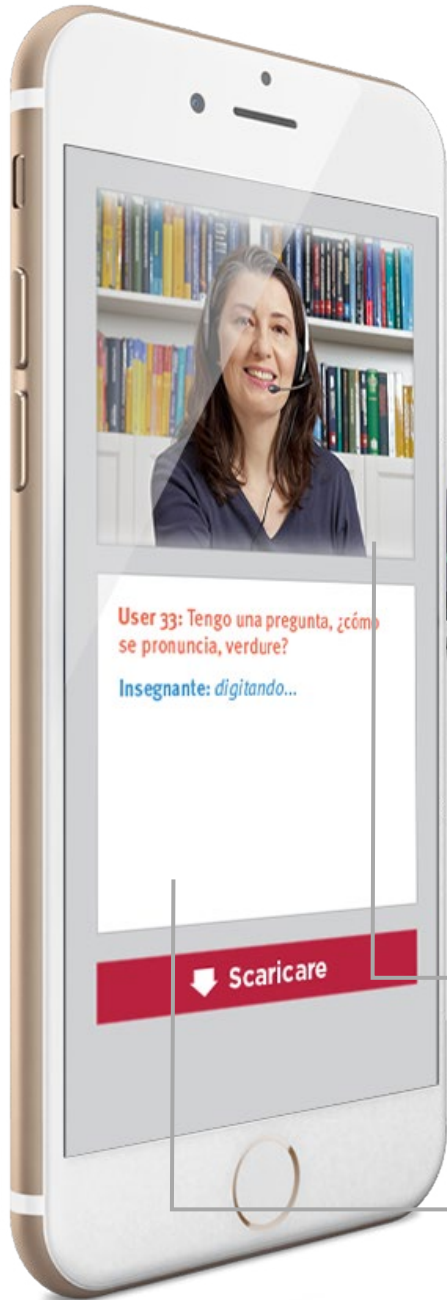 User 33: Tengo una pregunta, ¿cómo
se pronuncia, verdure?
Insegnante: digitando...
Scaricare